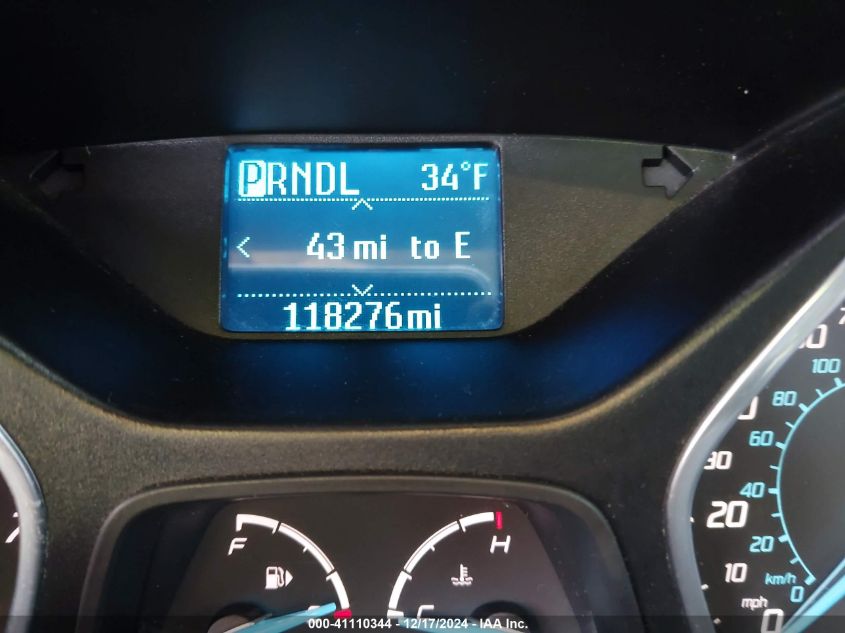 PRNDL 34°F
< 43 mi to E
118276mi
100
80
60
30 40
20 20
10 km/h 0
mph 0
F H
7
000-41110344 - 12/17/2024 - IAA Inc.